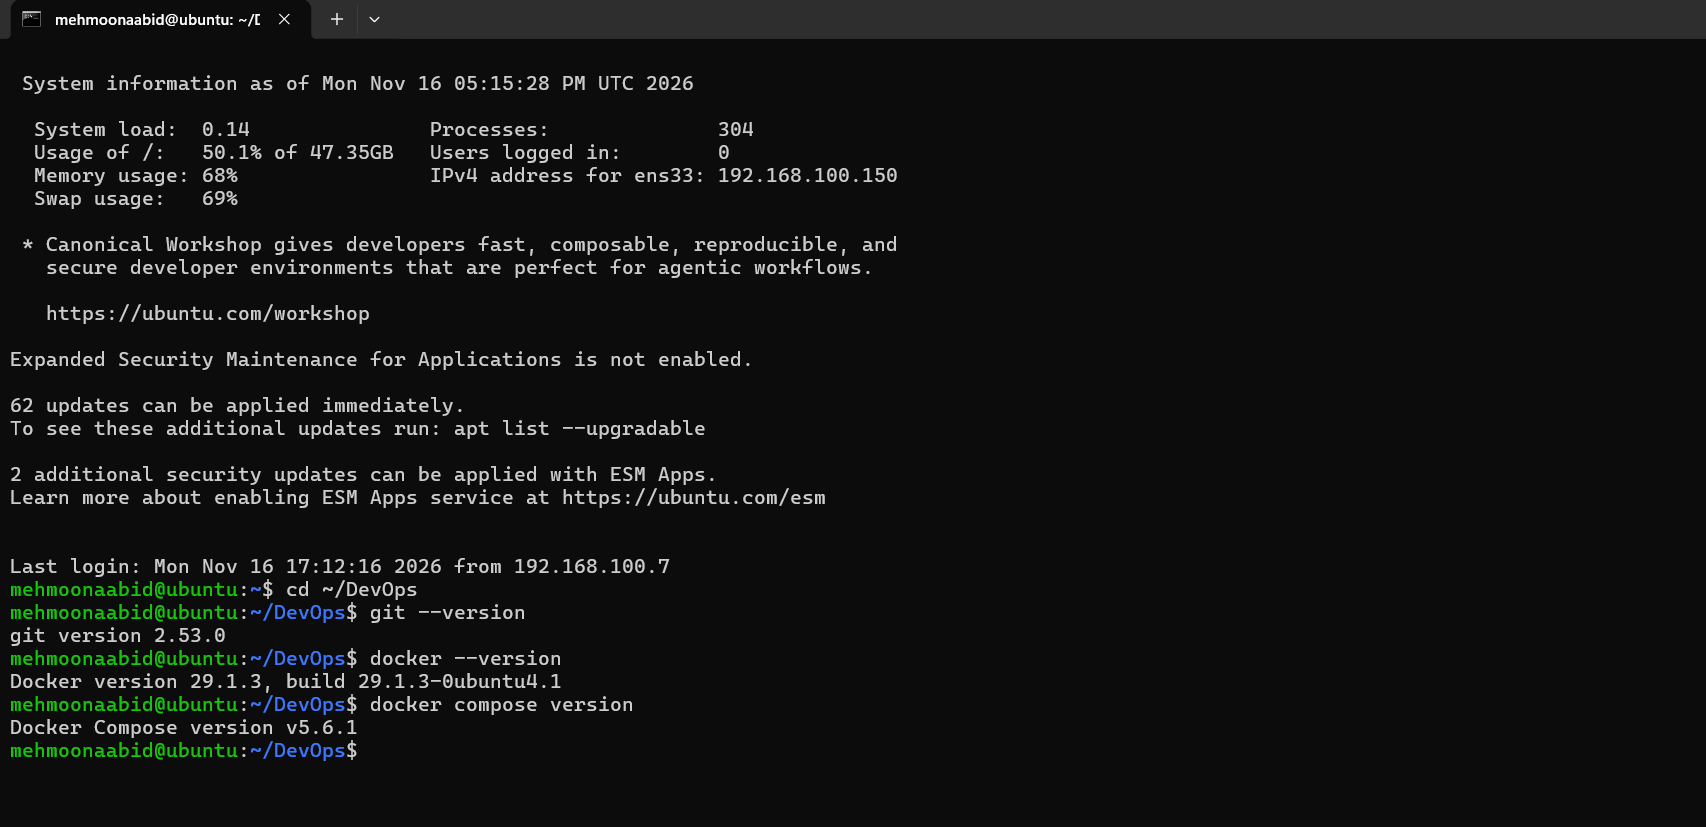 mehmoonaabid@ubuntu: ~/D
System information as of Mon Nov 16 05:15:28 PM UTC 2026
System load:  0.14               Processes:              304
Usage of /:   50.1% of 47.35GB   Users logged in:        0
Memory usage: 68%                IPv4 address for ens33: 192.168.100.150
Swap usage:   69%
* Canonical Workshop gives developers fast, composable, reproducible, and
secure developer environments that are perfect for agentic workflows.
https://ubuntu.com/workshop
Expanded Security Maintenance for Applications is not enabled.
62 updates can be applied immediately.
To see these additional updates run: apt list --upgradable
2 additional security updates can be applied with ESM Apps.
Learn more about enabling ESM Apps service at https://ubuntu.com/esm
Last login: Mon Nov 16 17:12:16 2026 from 192.168.100.7
mehmoonaabid@ubuntu:~$ cd ~/DevOps
mehmoonaabid@ubuntu:~/DevOps$ git --version
git version 2.53.0
mehmoonaabid@ubuntu:~/DevOps$ docker --version
Docker version 29.1.3, build 29.1.3-0ubuntu4.1
mehmoonaabid@ubuntu:~/DevOps$ docker compose version
Docker Compose version v5.6.1
mehmoonaabid@ubuntu:~/DevOps$